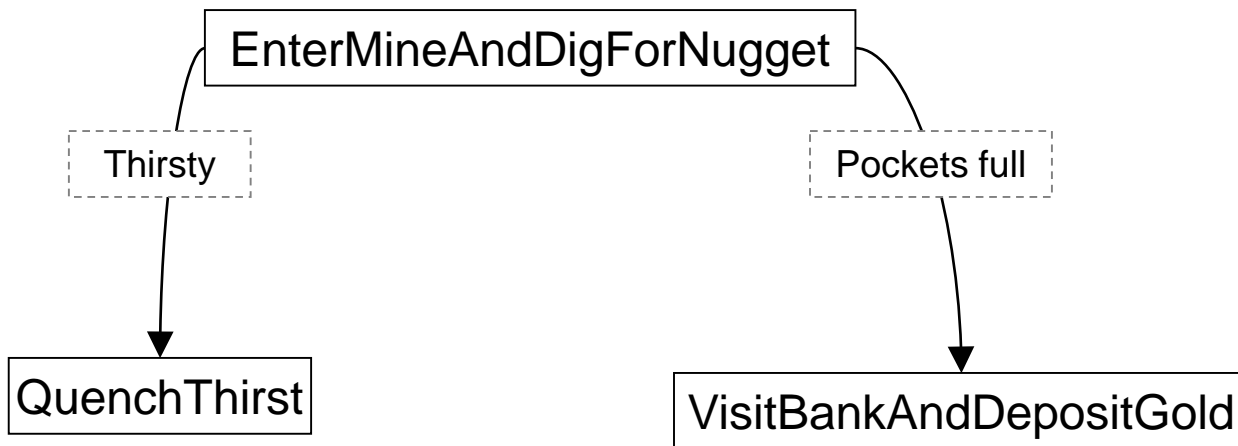 EnterMineAndDigForNugget
Thirsty
Pockets full
QuenchThirst
VisitBankAndDepositGold